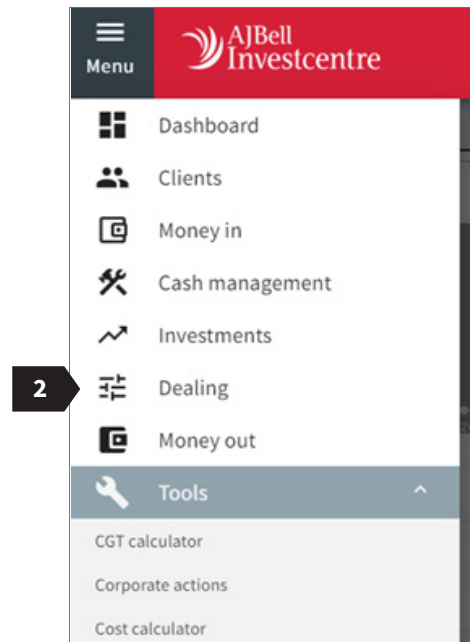 Menu
AJBell
Investcentre
Dashboard
Clients
Money in
Cash management
Investments
2
Dealing
Money out
Tools
CGT calculator
Corporate actions
Cost calculator